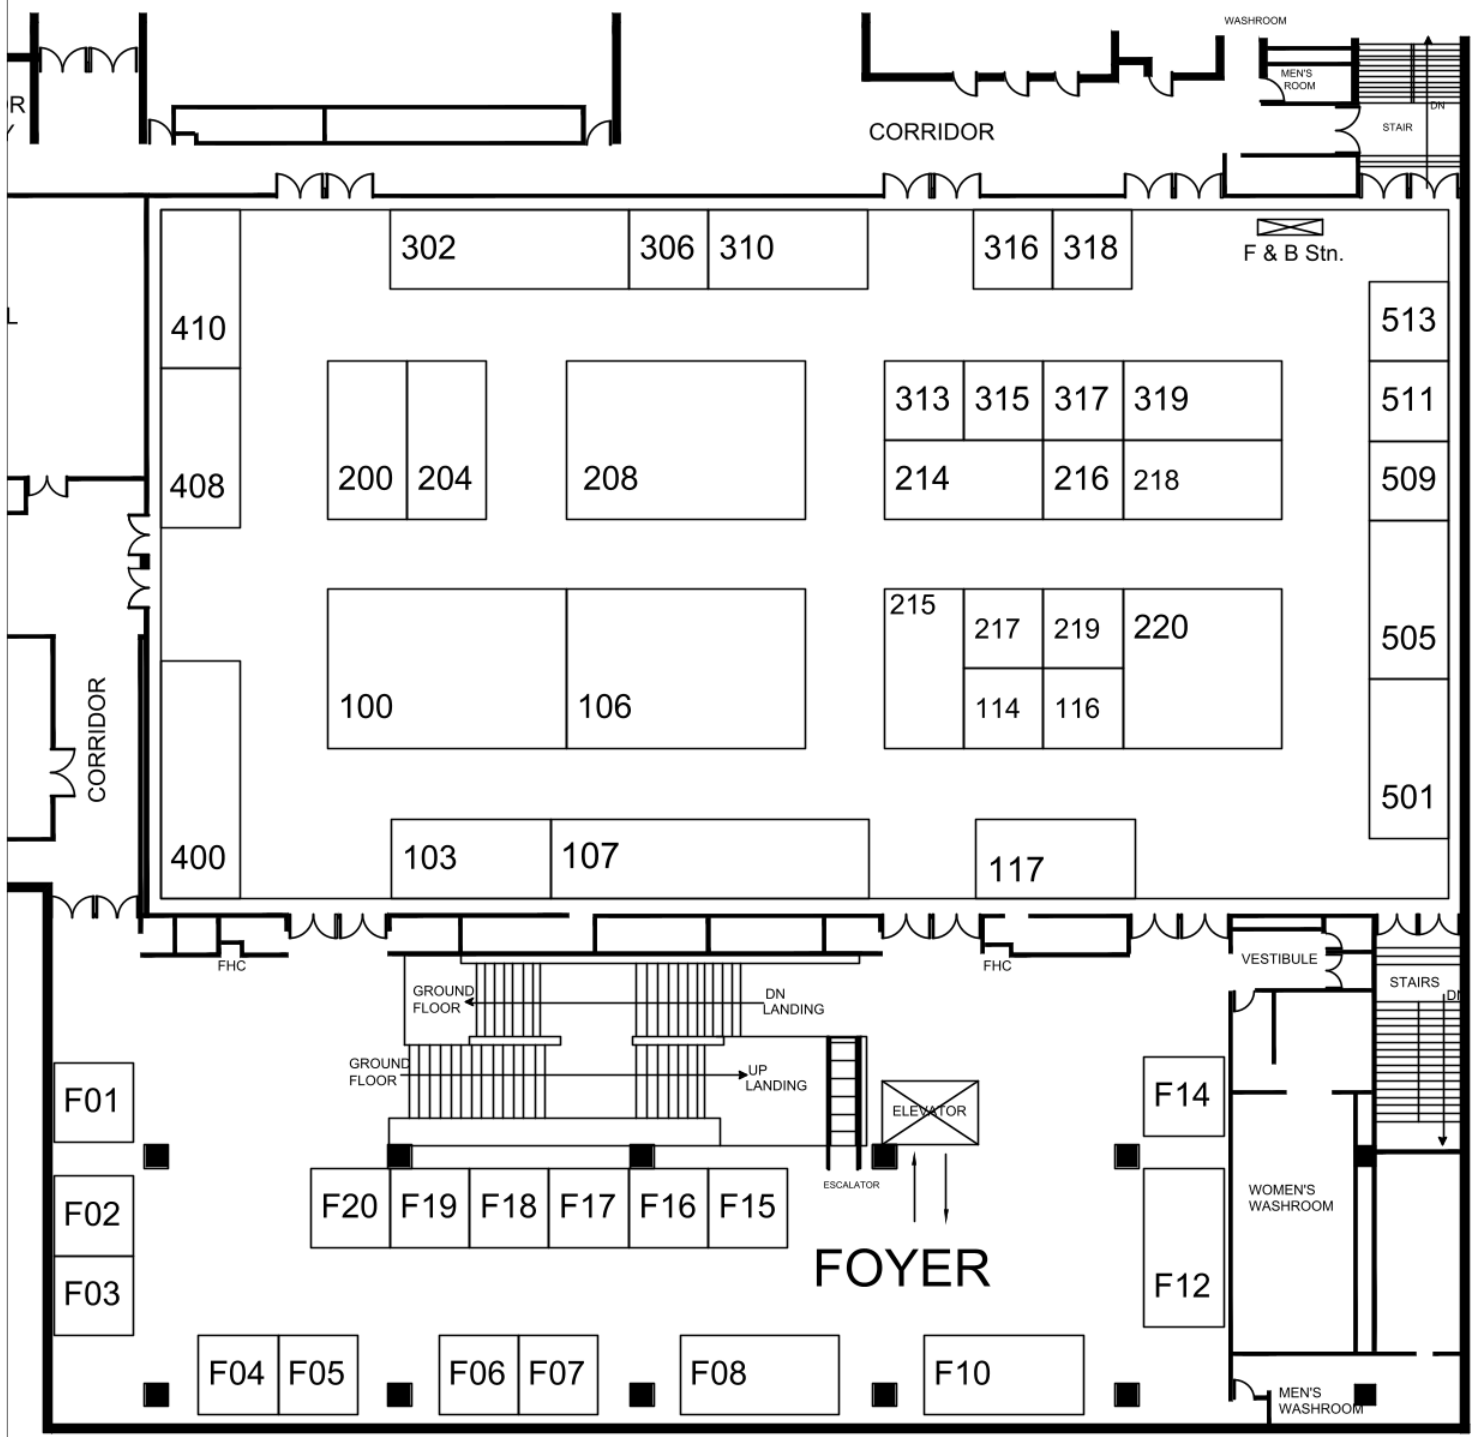 WASHROOM
MEN'S
ROOM
R
DN
CORRIDOR
STAIR
302
306
310
316
318
F & B Stn.
410
L
513
313
315
317
319
511
408
200
204
208
214
216
218
509
215
217
219
220
505
100
106
114
116
CORRIDOR
501
400
103
107
117
FHC
FHC
VESTIBULE
STAIRS
GROUND
FLOOR
DN
LANDING
GROUND
FLOOR
UP
LANDING
F01
ELEVATOR
F14
ESCALATOR
F02
F20
F19
F18
F17
F16
F15
WOMEN'S
WASHROOM
FOYER
F03
F12
F04
F05
F06
F07
F08
F10
MEN'S
WASHROOM